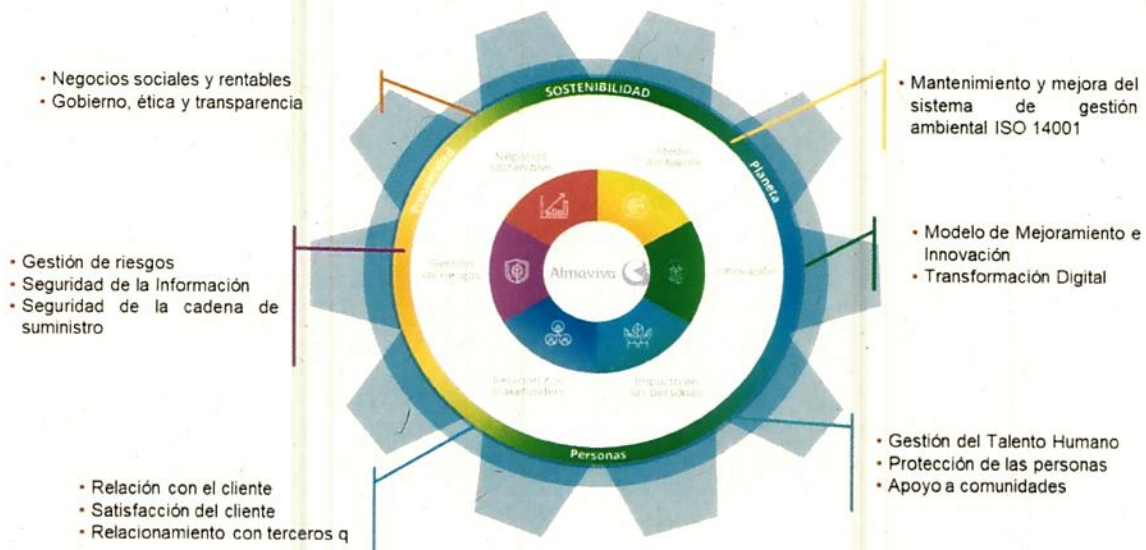 • Negocios sociales y rentables
• Gobierno, ética y transparencia
• Mantenimiento y mejora del
sistema de gestión
ambiental ISO 14001
SOSTENIBILIDAD
Prosperidad
Planeta
Negocios
sostenibles
Medio
Ambiente
• Gestión de riesgos
• Seguridad de la Información
• Seguridad de la cadena de
suministro
Gestión
de riesgos
Almaviva
Innovación
• Modelo de Mejoramiento e
Innovación
• Transformación Digital
Relación con
stakeholders
Impacto en
las personas
Personas
• Relación con el cliente
• Satisfacción del cliente
• Relacionamiento con terceros q
• Gestión del Talento Humano
• Protección de las personas
• Apoyo a comunidades